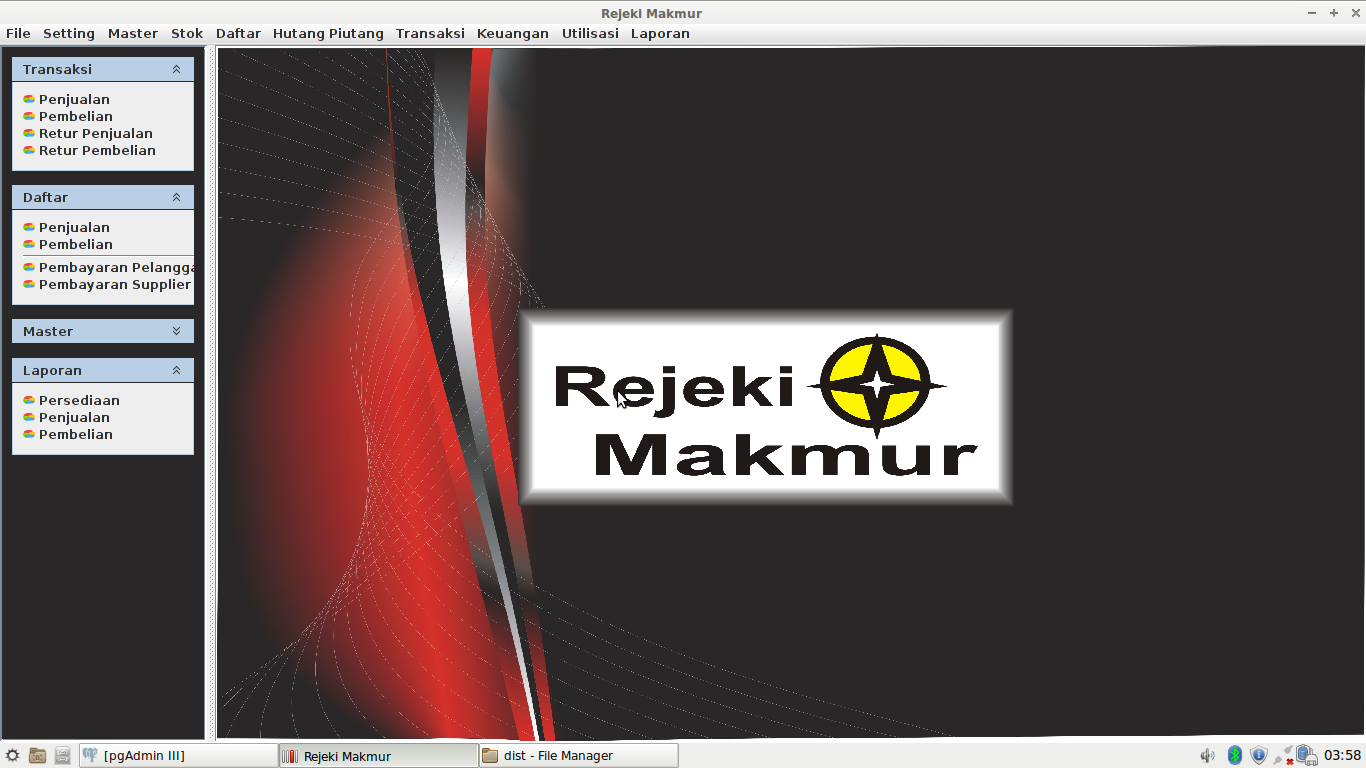 Rejeki Makmur
File Setting Master Stok Daftar Hutang Piutang Transaksi Keuangan Utilisasi Laporan
Transaksi
Penjualan
Pembelian
Retur Penjualan
Retur Pembelian
Daftar
Penjualan
Pembelian
Pembayaran Pelangga
Pembayaran Supplier
Master
Laporan
Persediaan
Penjualan
Pembelian
Rejeki
Makmur
[pgAdmin III] Rejeki Makmur dist - File Manager 03:58